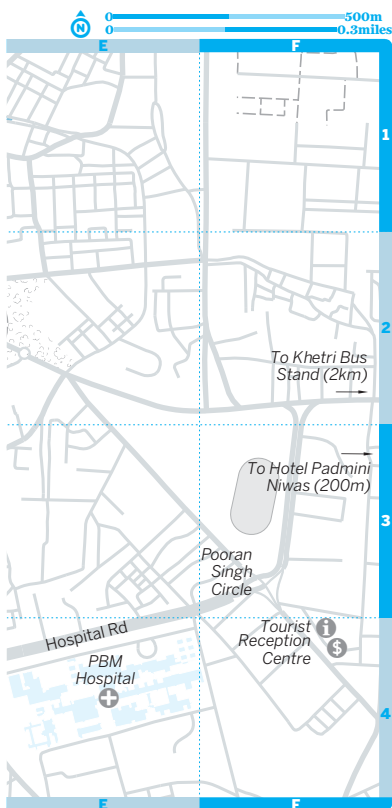 0 500m
N
0 0.3miles
E F
1
2
To Khetri Bus
Stand (2km)
To Hotel Padmini
Niwas (200m)
3
Pooran
Singh
Circle
Hospital Rd
Tourist
Reception
Centre
i
$
PBM
Hospital
4
E F